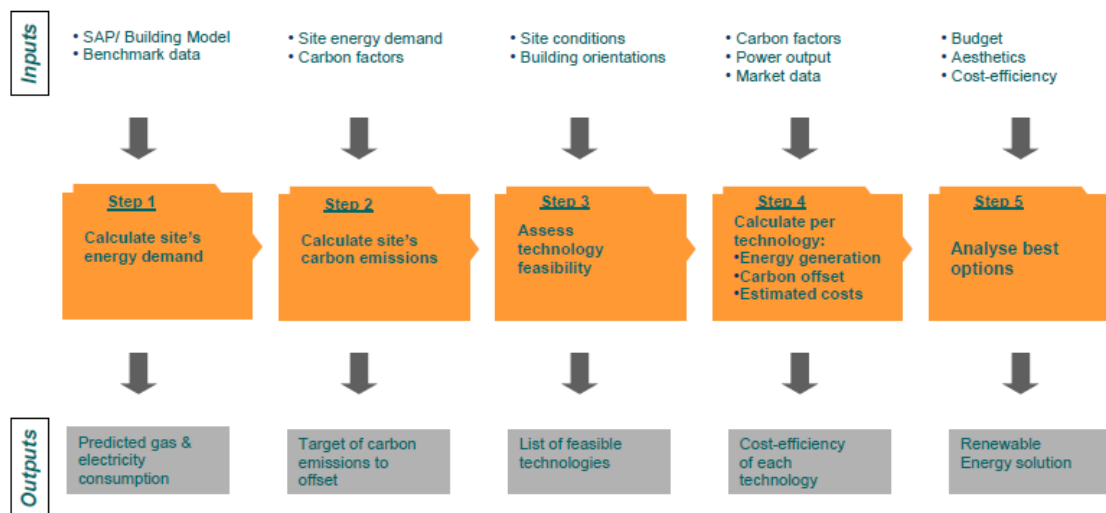 Inputs
• SAP/ Building Model
• Benchmark data
• Site energy demand
• Carbon factors
• Site conditions
• Building orientations
• Carbon factors
• Power output
• Market data
• Budget
• Aesthetics
• Cost-efficiency
Step 1
Calculate site's
energy demand
Step 2
Calculate site's
carbon emissions
Step 3
Assess
technology
feasibility
Step 4
Calculate per
technology:
•Energy generation
•Carbon offset
•Estimated costs
Step 5
Analyse best
options
Outputs
Predicted gas &
electricity
consumption
Target of carbon
emissions to
offset
List of feasible
technologies
Cost-efficiency
of each
technology
Renewable
Energy solution